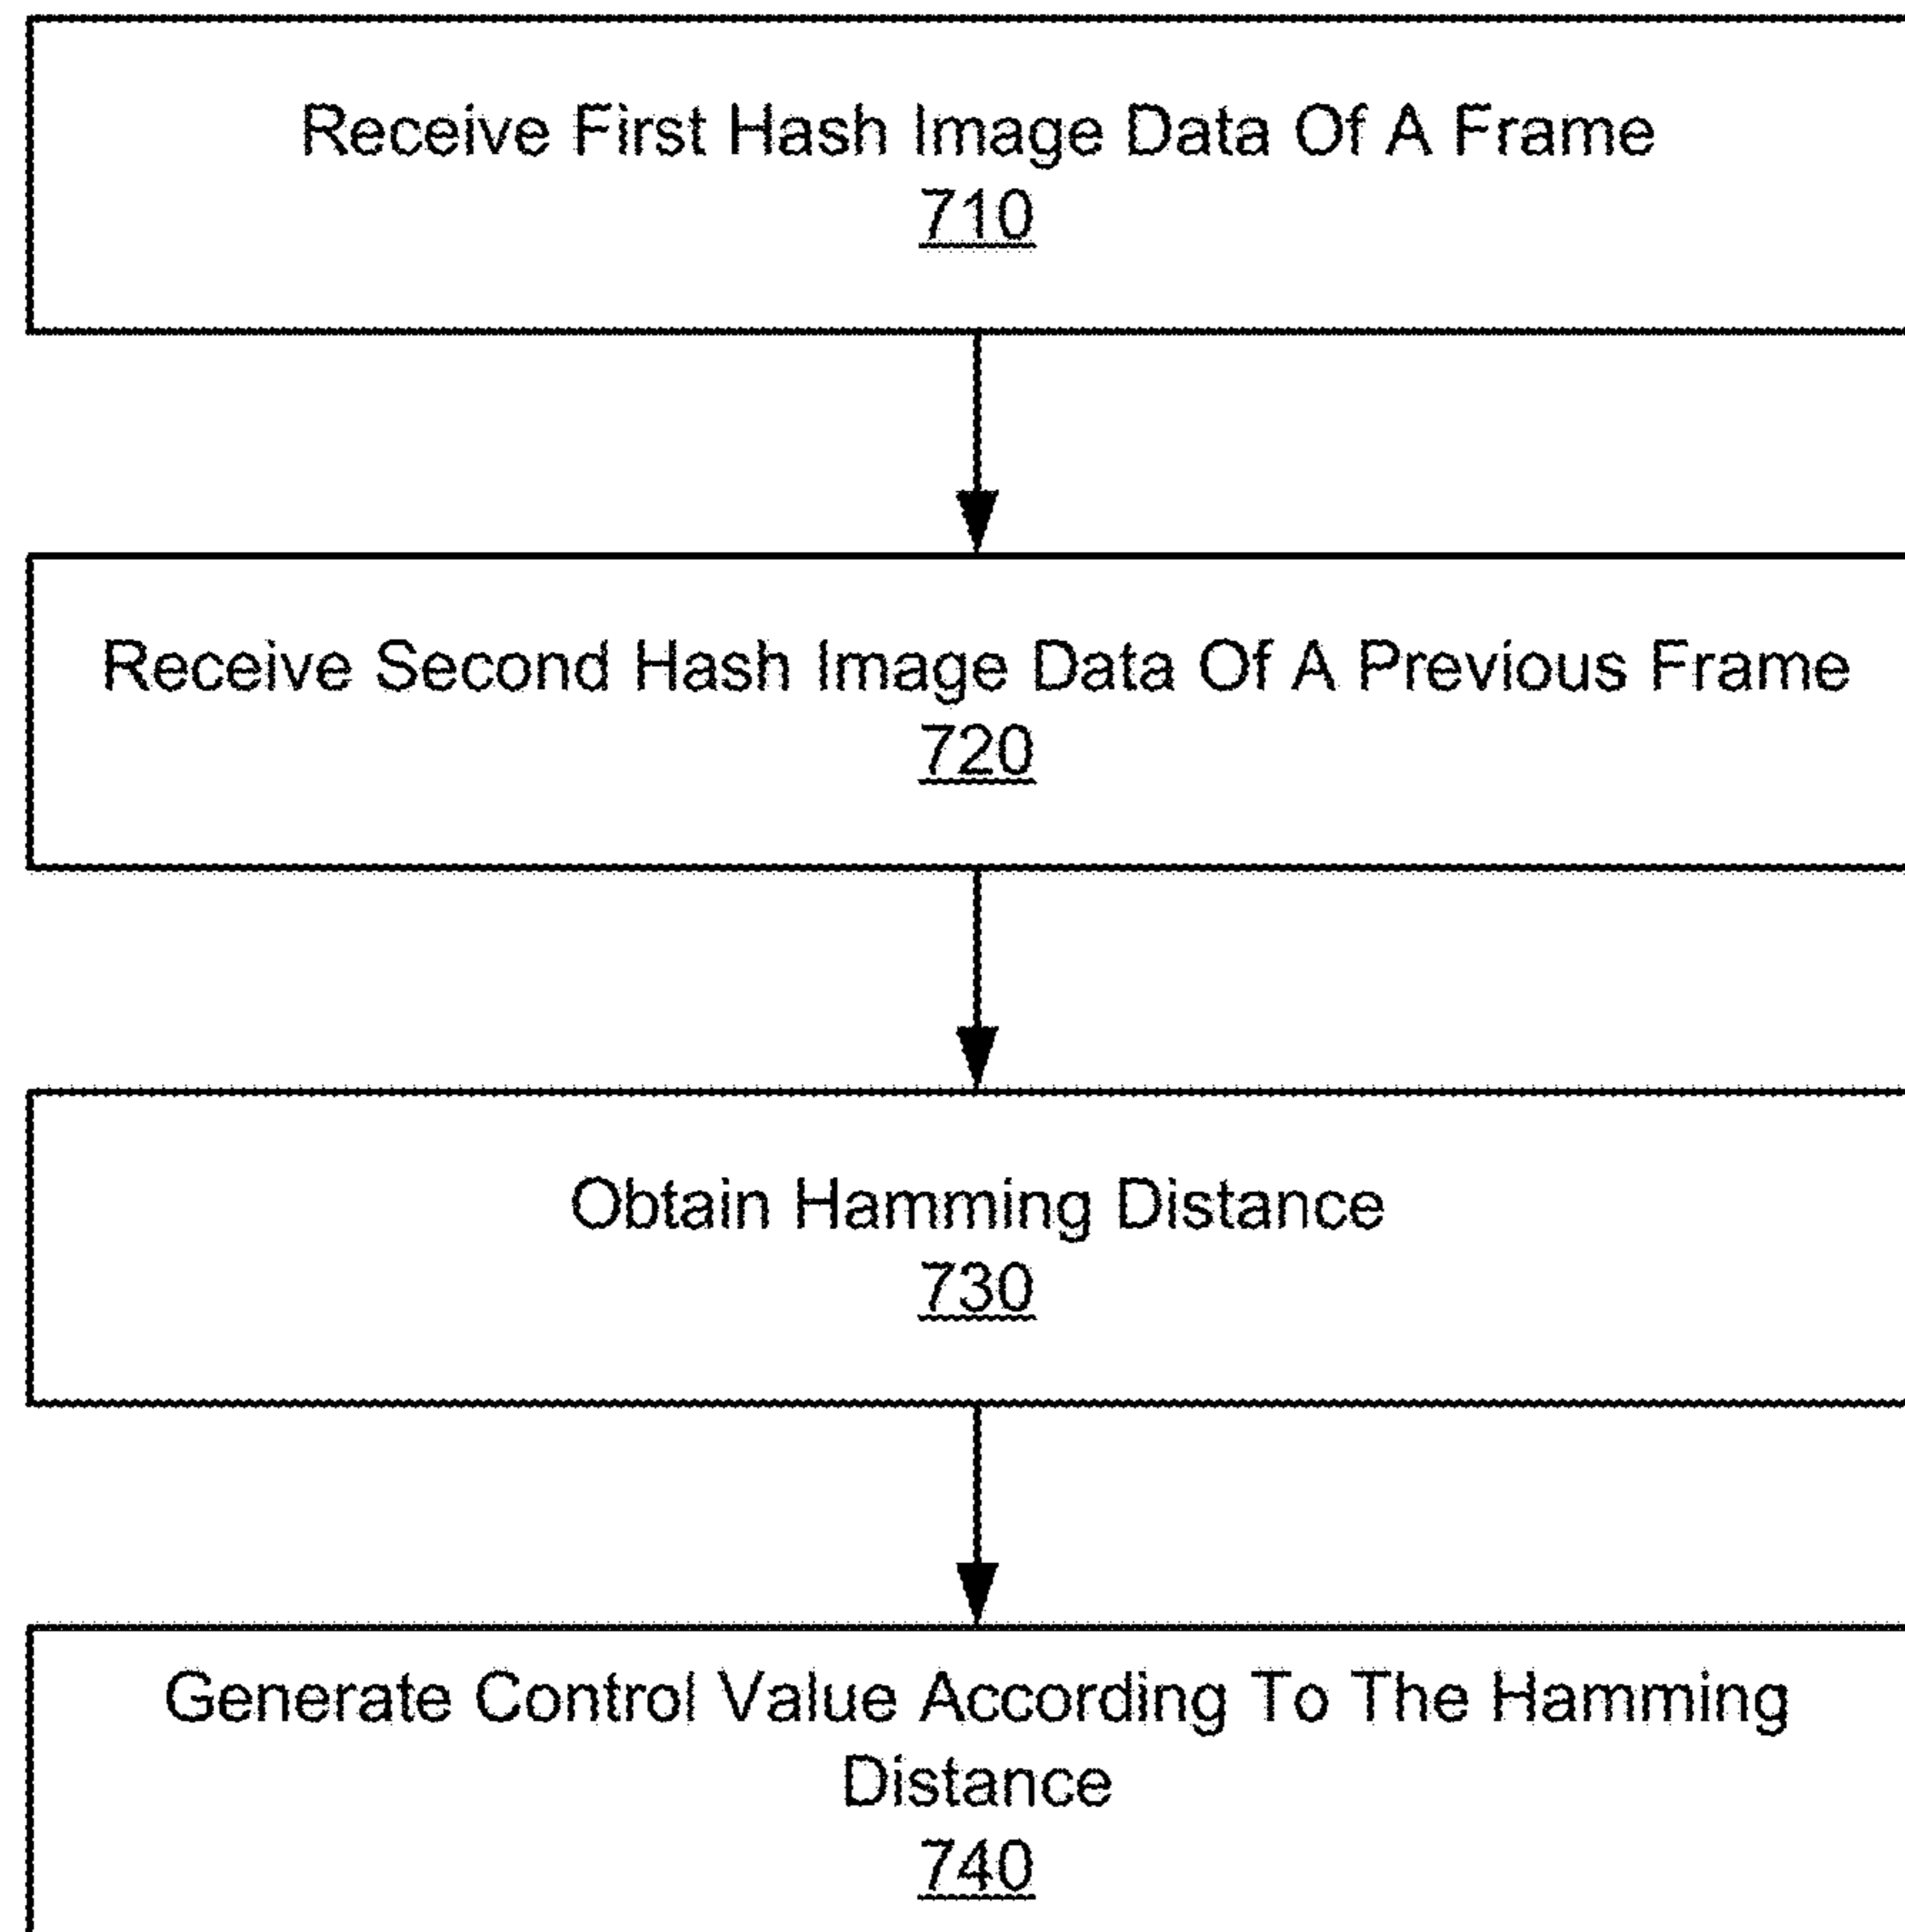 Receive First Hash Image Data Of A Frame
710
Receive Second Hash Image Data Of A Previous Frame
720
Obtain Hamming Distance
730
Generate Control Value According To The Hamming
Distance
740